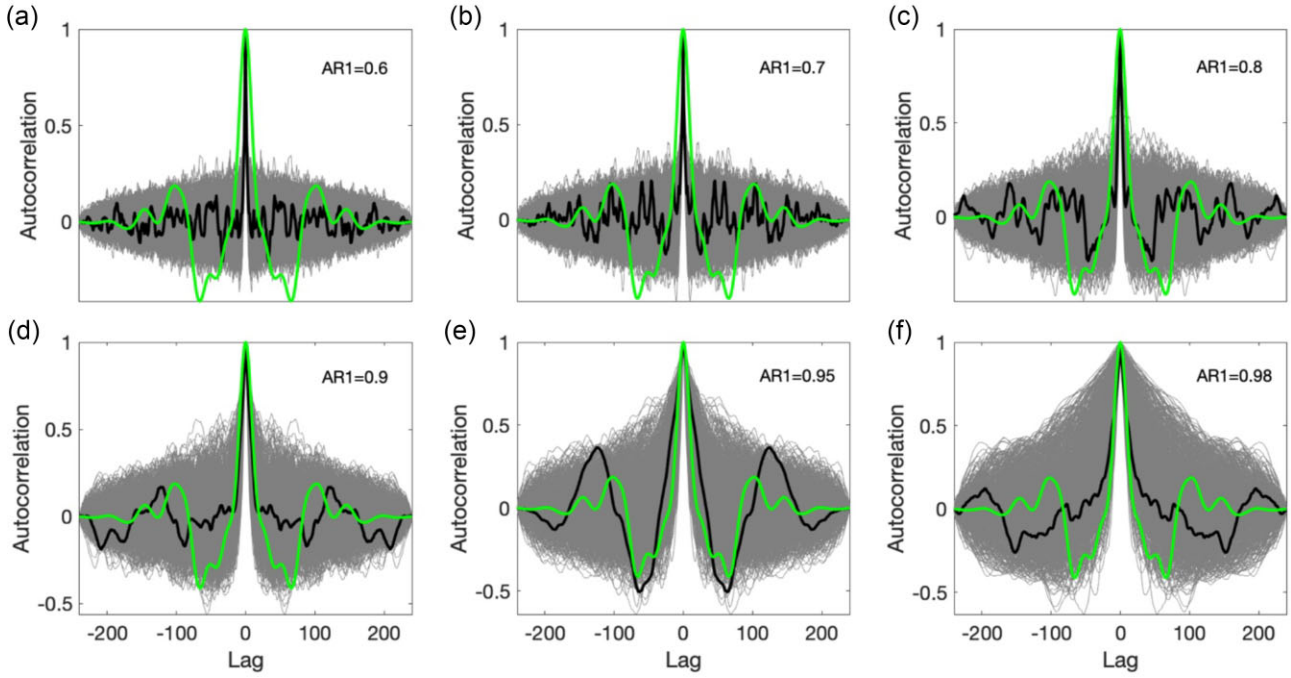 (a)
1
AR1=0.6
0.5
0
Autocorrelation
(b)
1
AR1=0.7
0.5
0
Autocorrelation
(c)
1
AR1=0.8
0.5
0
Autocorrelation
(d)
1
AR1=0.9
0.5
0
-0.5
Autocorrelation
-200 -100 0 100 200
Lag
(e)
1
AR1=0.95
0.5
0
-0.5
Autocorrelation
-200 -100 0 100 200
Lag
(f)
1
AR1=0.98
0.5
0
-0.5
Autocorrelation
-200 -100 0 100 200
Lag